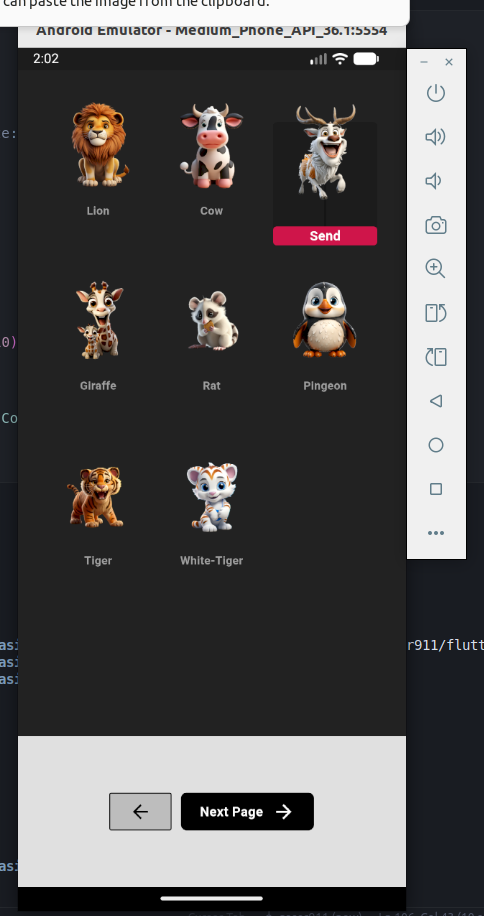 can paste the image from the clipboard.
Android Emulator - Medium_Phone_API_36.1:5554
2:02
e:
Lion
Cow
Send
10)
Giraffe
Rat
Pingeon
Co
Tiger
White-Tiger
asi
r911/flutt
asi
asi
Next Page
asi